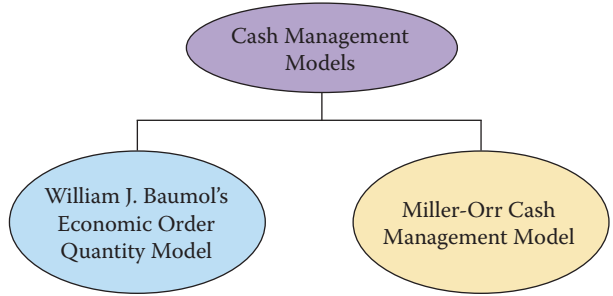 Cash Management
Models
William J. Baumol's
Economic Order
Quantity Model
Miller-Orr Cash
Management Model